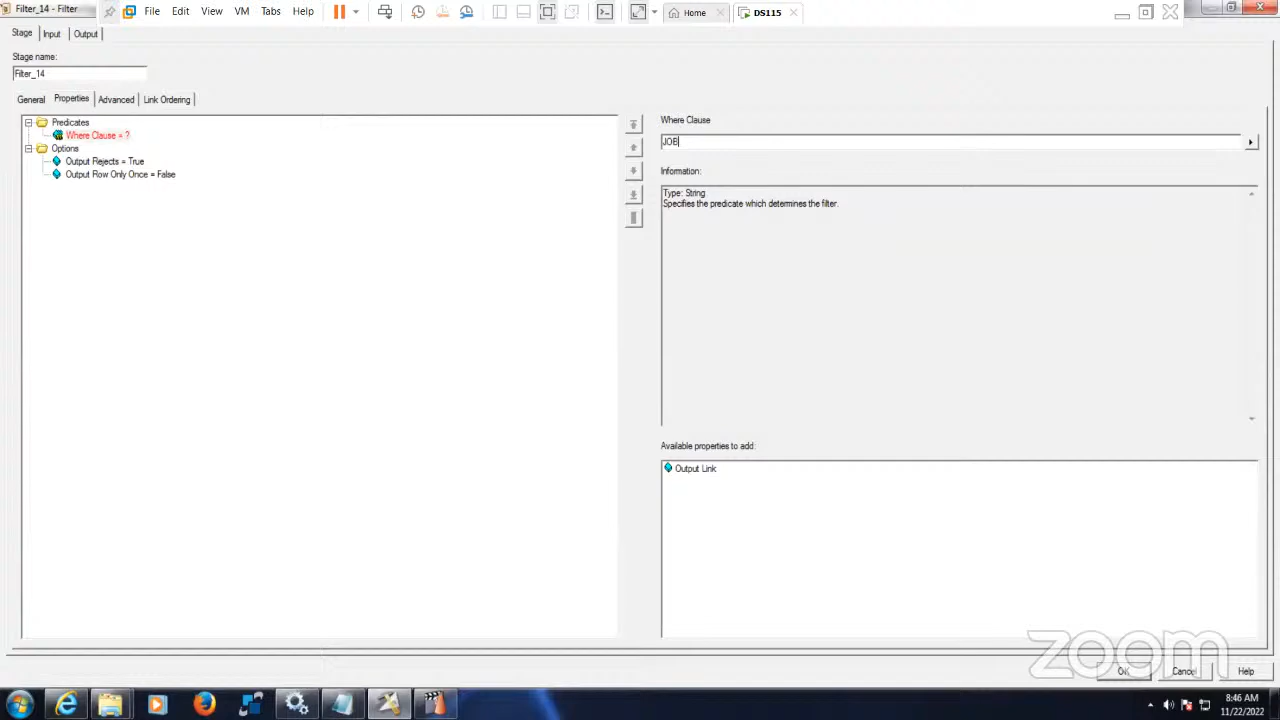 Filter_14 - Filter
File Edit View VM Tabs Help
Home
DS115
Stage Input Output
Stage name:
Filter_14
General Properties Advanced Link Ordering
Predicates
Where Clause = ?
Options
Output Rejects = True
Output Row Only Once = False
Where Clause
JOB
Information:
Type: String
Specifies the predicate which determines the filter.
Available properties to add:
Output Link
zoom
OK Cancel Help
8:46 AM
11/22/2022